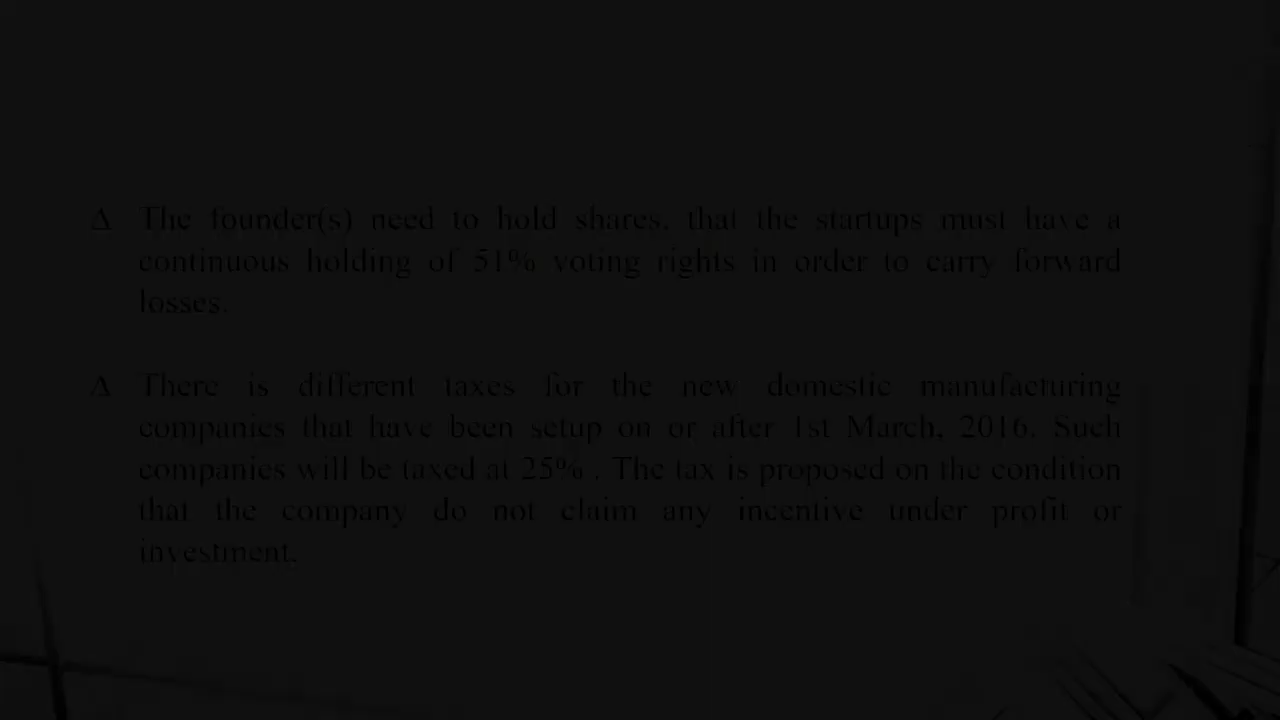 Δ The founder(s) need to hold shares, that the startups must have a
continuous holding of 51% voting rights in order to carry forward
losses.
Δ There is different taxes for the new domestic manufacturing
companies that have been setup on or after 1st March, 2016. Such
companies will be taxed at 25% . The tax is proposed on the condition
that the company do not claim any incentive under profit or
investment.